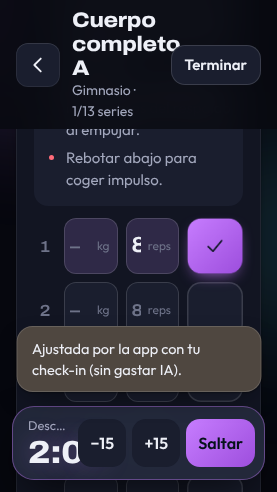 Cuerpo
completo
A
Terminar
Gimnasio ·
1/13 series
al empujar.
Rebotar abajo para
coger impulso.
1 – kg 8 reps
2 – kg 8 reps
Ajustada por la app con tu
check-in (sin gastar IA).
Desc...
2:0
−15 +15 Saltar